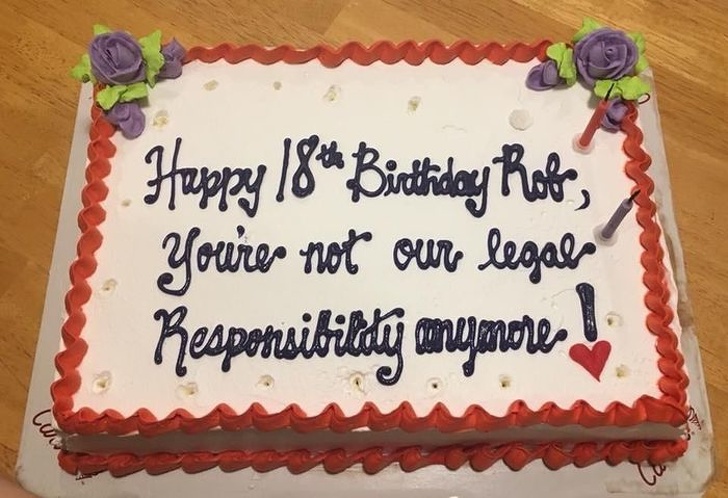 Happy 18th Birthday Rob,
You're not our legal
Responsibility anymore!